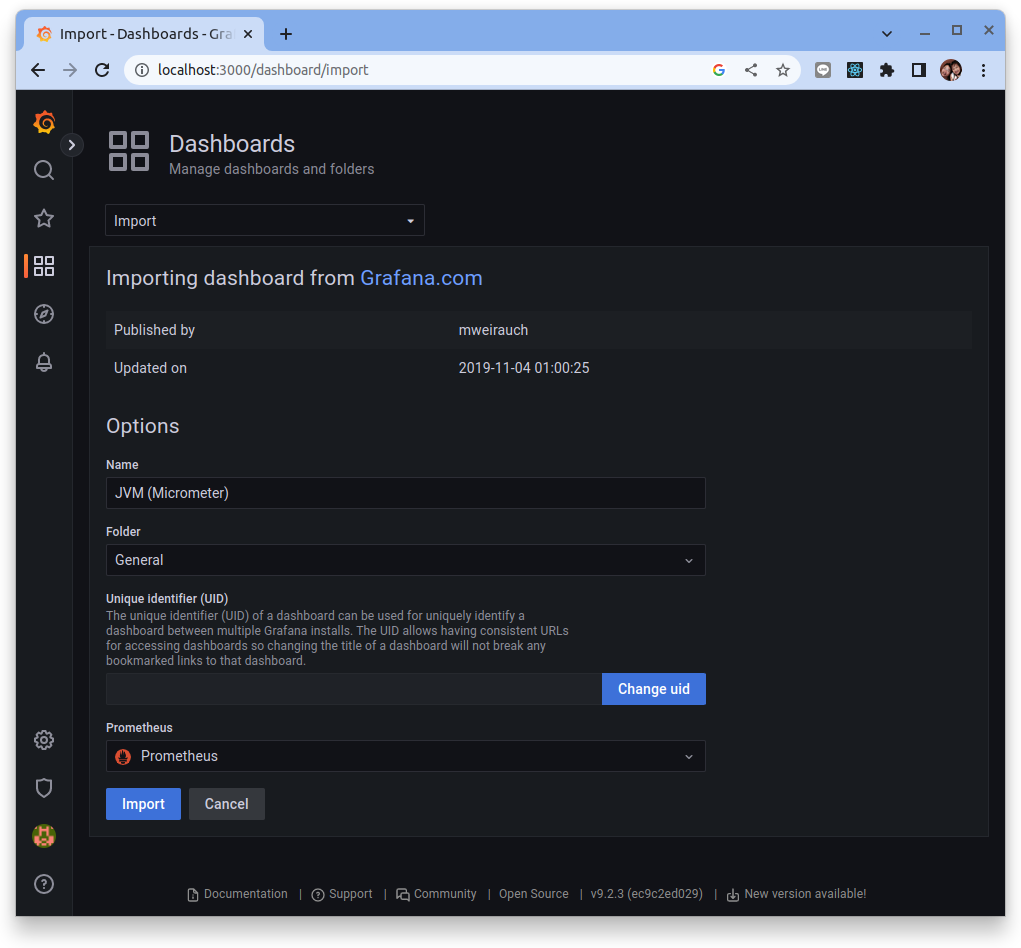 Import - Dashboards - Gra
localhost:3000/dashboard/import
Dashboards
Manage dashboards and folders
Import
Importing dashboard from Grafana.com
Published by mweirauch
Updated on 2019-11-04 01:00:25
Options
Name
JVM (Micrometer)
Folder
General
Unique identifier (UID)
The unique identifier (UID) of a dashboard can be used for uniquely identify a
dashboard between multiple Grafana installs. The UID allows having consistent URLs
for accessing dashboards so changing the title of a dashboard will not break any
bookmarked links to that dashboard.
Change uid
Prometheus
Prometheus
Import Cancel
Documentation | Support | Community | Open Source | v9.2.3 (ec9c2ed029) | New version available!